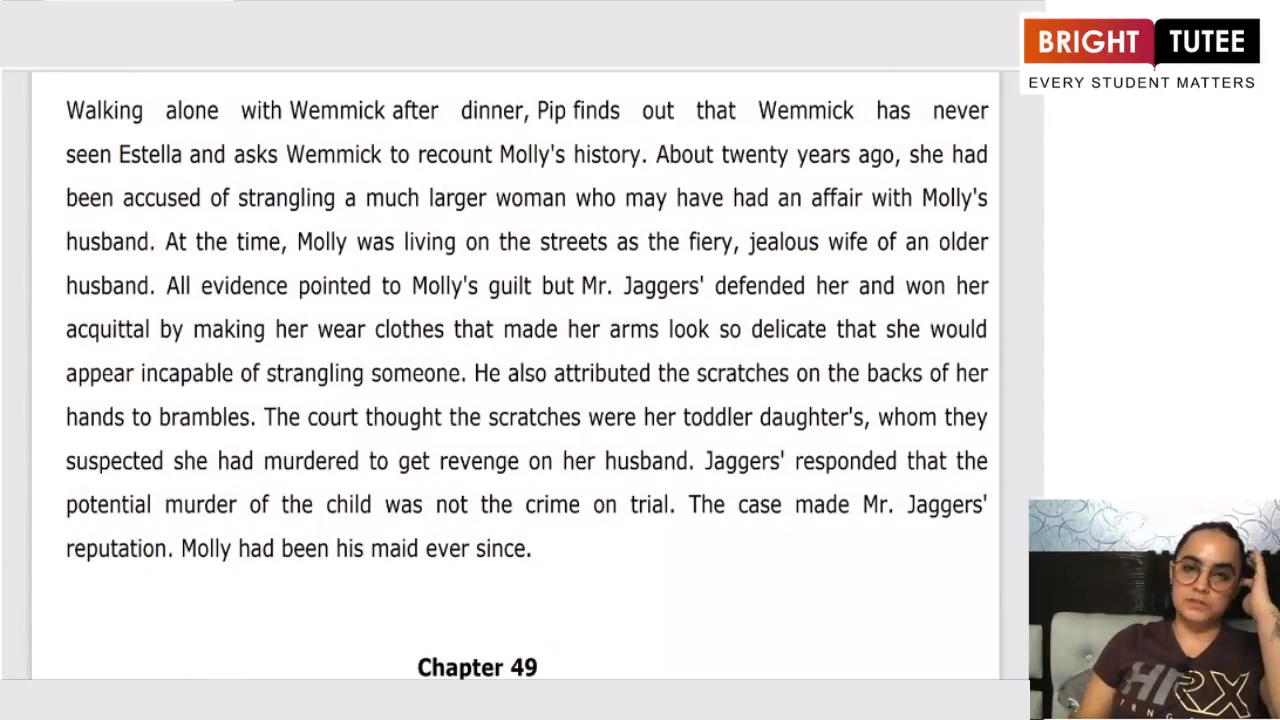 BRIGHT TUTEE
EVERY STUDENT MATTERS
Walking alone with Wemmick after dinner, Pip finds out that Wemmick has never
seen Estella and asks Wemmick to recount Molly's history. About twenty years ago, she had
been accused of strangling a much larger woman who may have had an affair with Molly's
husband. At the time, Molly was living on the streets as the fiery, jealous wife of an older
husband. All evidence pointed to Molly's guilt but Mr. Jaggers' defended her and won her
acquittal by making her wear clothes that made her arms look so delicate that she would
appear incapable of strangling someone. He also attributed the scratches on the backs of her
hands to brambles. The court thought the scratches were her toddler daughter's, whom they
suspected she had murdered to get revenge on her husband. Jaggers' responded that the
potential murder of the child was not the crime on trial. The case made Mr. Jaggers'
reputation. Molly had been his maid ever since.
Chapter 49
HRX